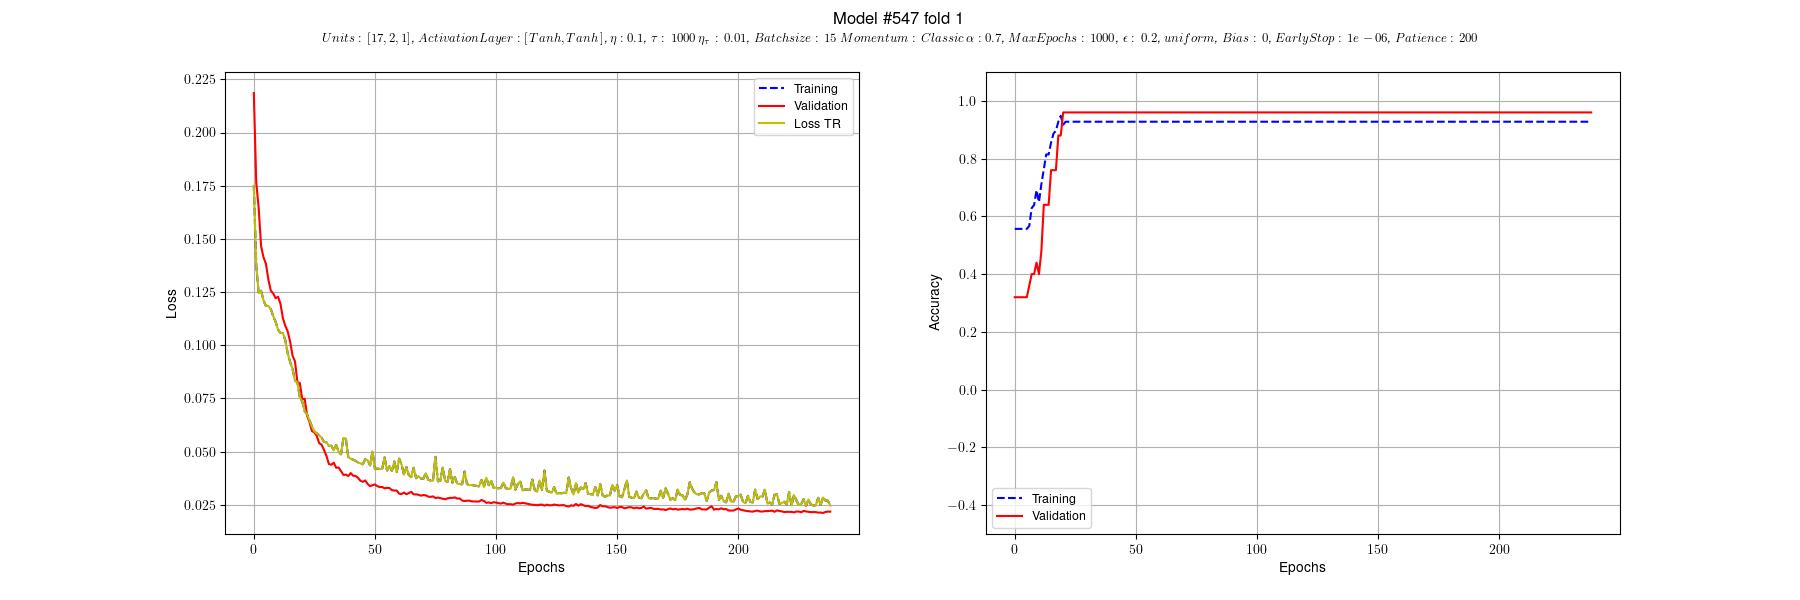 Model #547 fold 1
Units : [17, 2, 1], ActivationLayer : [Tanh, Tanh], η : 0.1, τ : 1000 ητ : 0.01, Batchsize : 15 Momentum : Classic α : 0.7, MaxEpochs : 1000, ϵ : 0.2, uniform, Bias : 0, EarlyStop : 1e − 06, Patience : 200
0.225
0.200
0.175
0.150
0.125
0.100
0.075
0.050
0.025
Loss
Training
Validation
Loss TR
0 50 100 150 200
Epochs
1.0
0.8
0.6
0.4
0.2
0.0
−0.2
−0.4
Accuracy
Training
Validation
0 50 100 150 200
Epochs